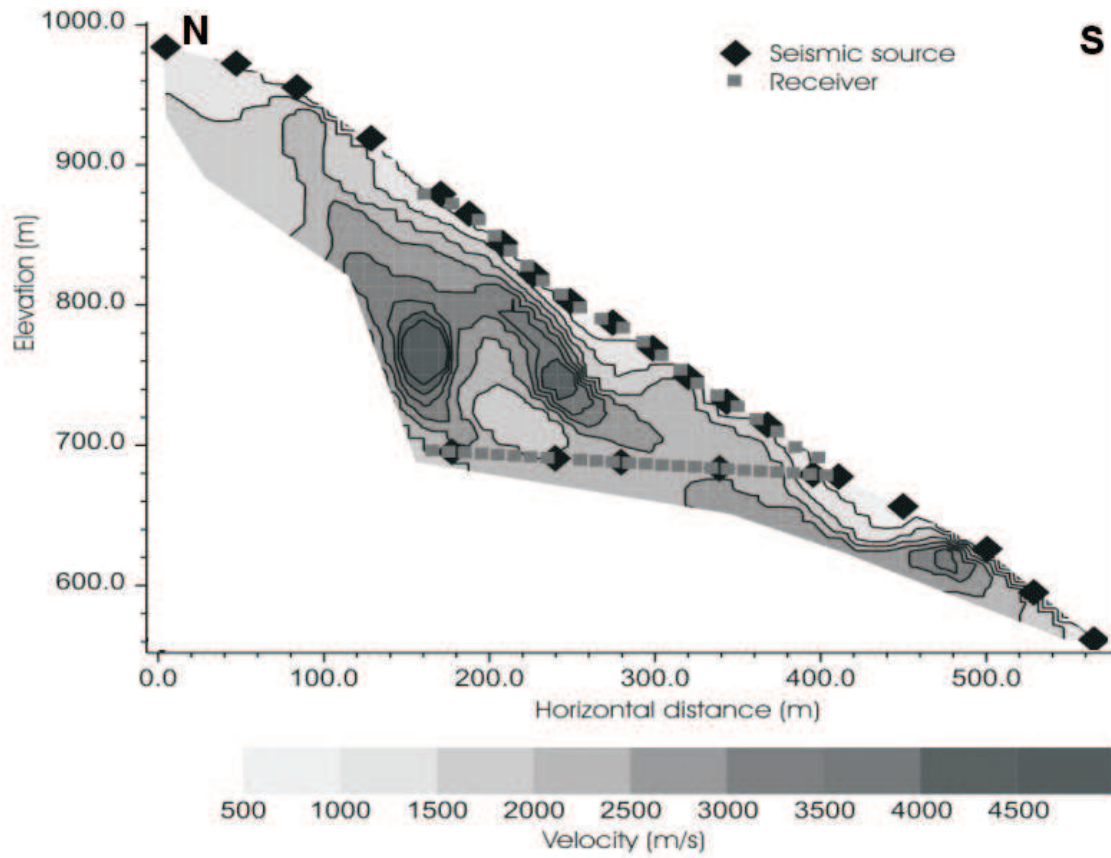 1000.0
N
S
Seismic source
Receiver
900.0
Elevation (m)
800.0
700.0
600.0
0.0 100.0 200.0 300.0 400.0 500.0
Horizontal distance (m)
500 1000 1500 2000 2500 3000 3500 4000 4500
Velocity (m/s)